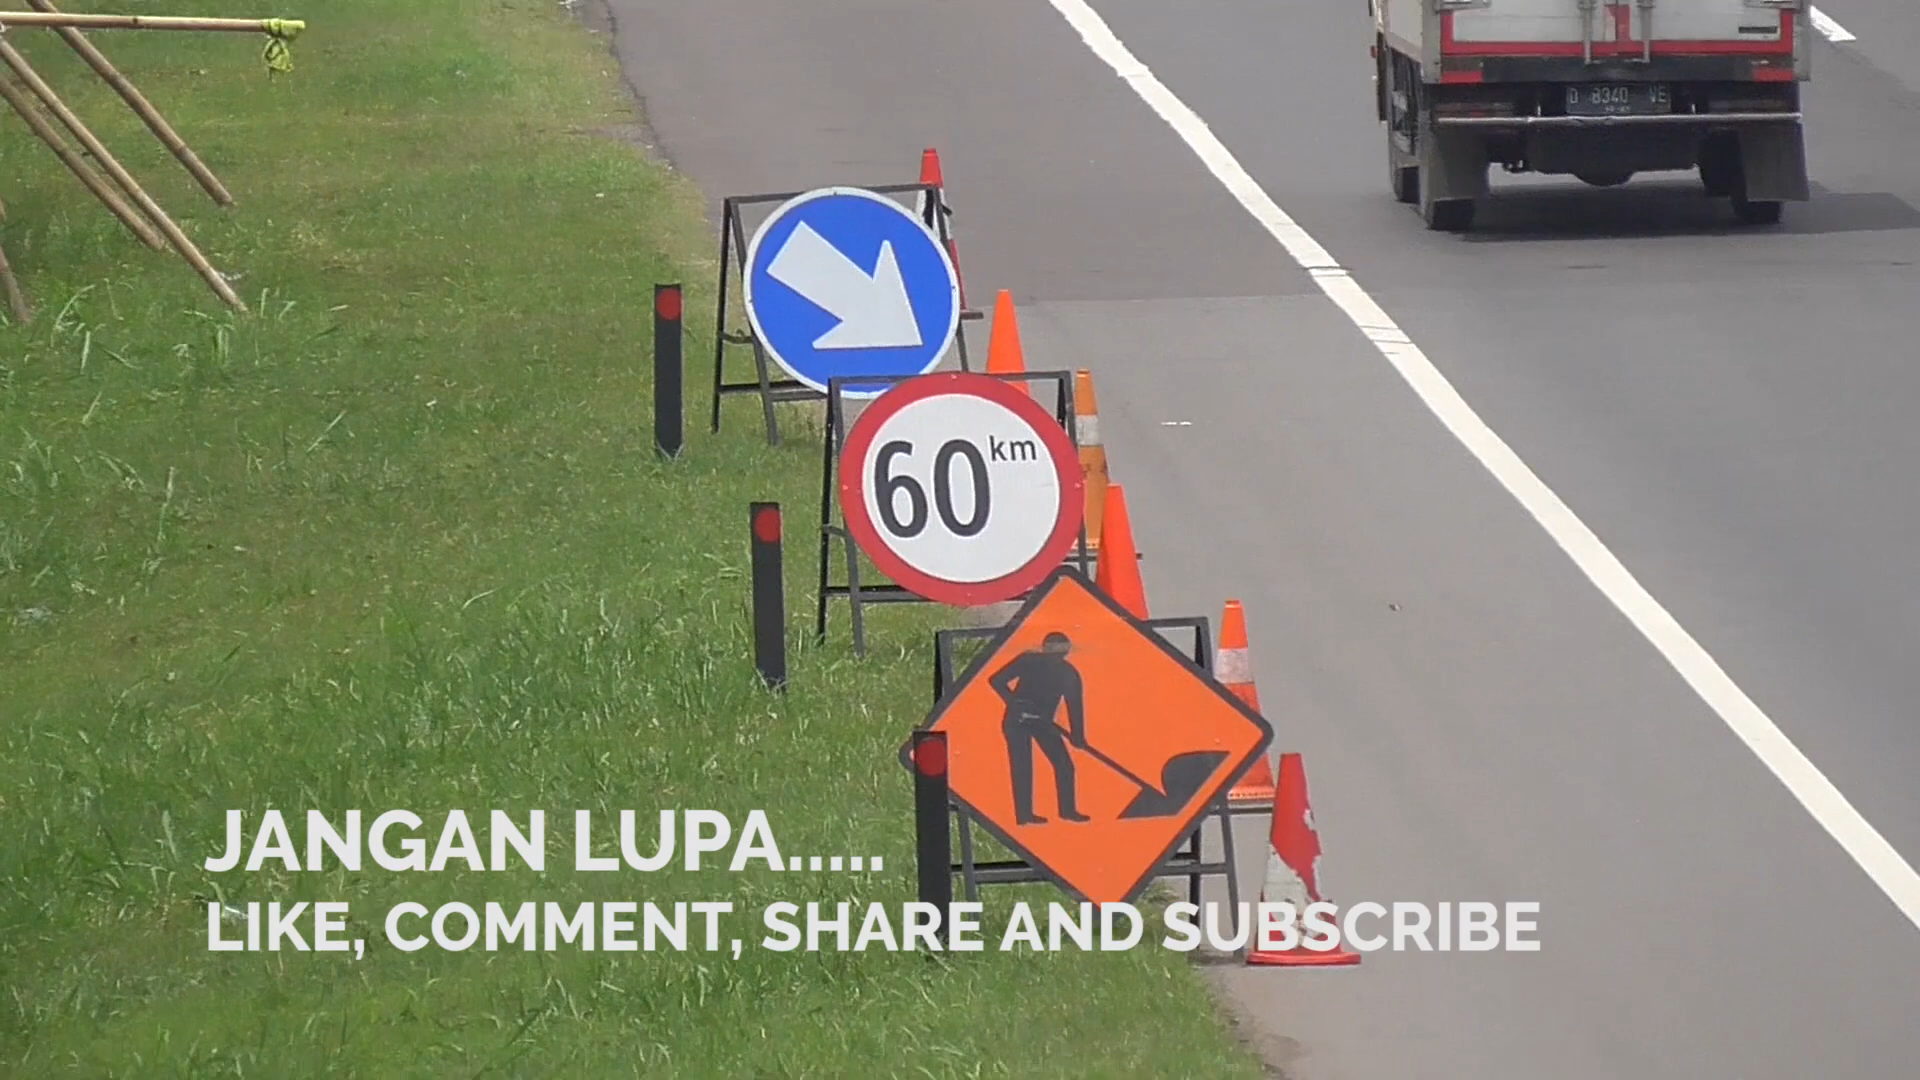 D 8340 VE
60 km
JANGAN LUPA.....
LIKE, COMMENT, SHARE AND SUBSCRIBE